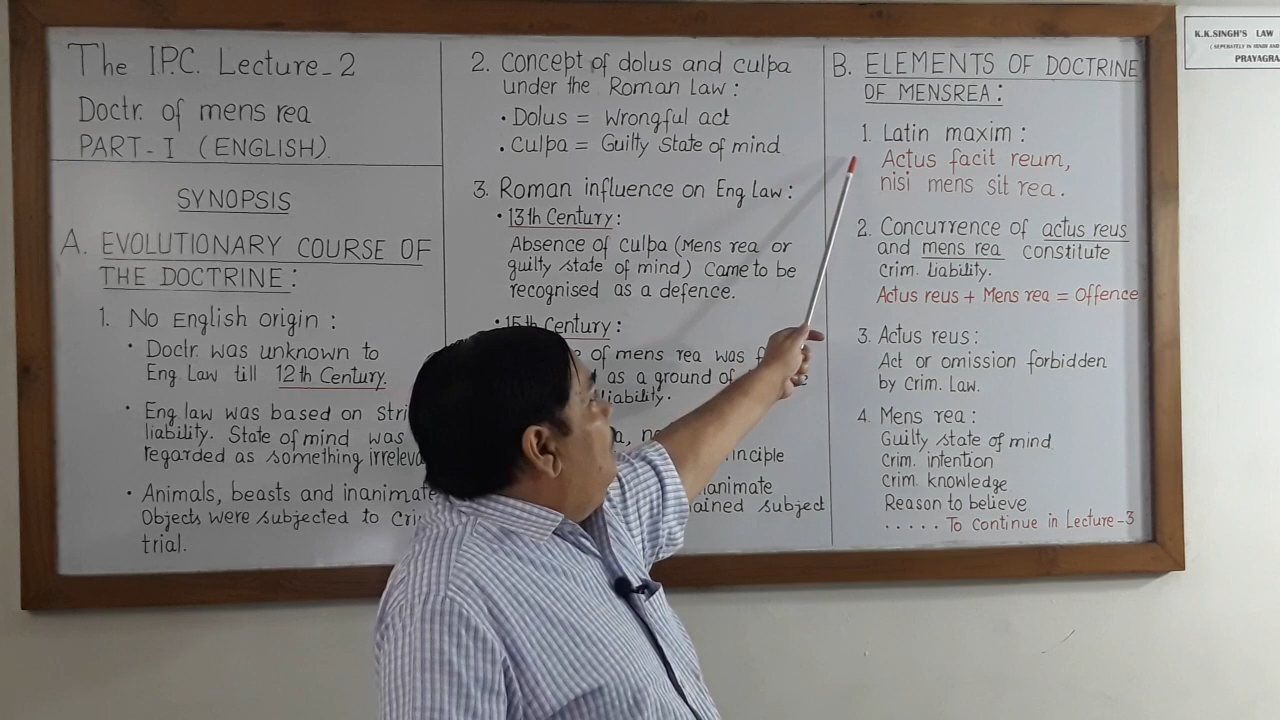 The I.P.C. Lecture-2
Doctr. of mens rea
PART-I (ENGLISH).
SYNOPSIS
A. EVOLUTIONARY COURSE OF
THE DOCTRINE:
1. No English origin:
• Doctr. was unknown to
Eng. Law till 12th Century.
• Eng. law was based on stri
liability. State of mind was
regarded as something irreleva
• Animals, beasts and inanimate
Objects were subjected to Cri
trial.
2. Concept of dolus and culpa
under the Roman Law:
• Dolus = Wrongful act
• Culpa = Guilty State of mind
3. Roman influence on Eng Law:
• 13th Century:
Absence of culpa (Mens rea or
guilty state of mind) Came to be
recognised as a defence.
• 15th Century:
of mens rea was
as a ground of
liability.
B. ELEMENTS OF DOCTRINE
OF MENSREA:
1. Latin maxim:
Actus facit reum,
nisi mens sit rea.
2. Concurrence of actus reus
and mens rea constitute
Crim. liability.
Actus reus + Mens rea = Offence
3. Actus reus:
Act or omission forbidden
by Crim. Law.
4. Mens rea:
Guilty state of mind
Crim. intention
Crim. knowledge
Reason to believe
..... To Continue in Lecture-3
K.K.SINGH'S LAW
( SEPERATELY IN HINDI AND
PRAYAGRA